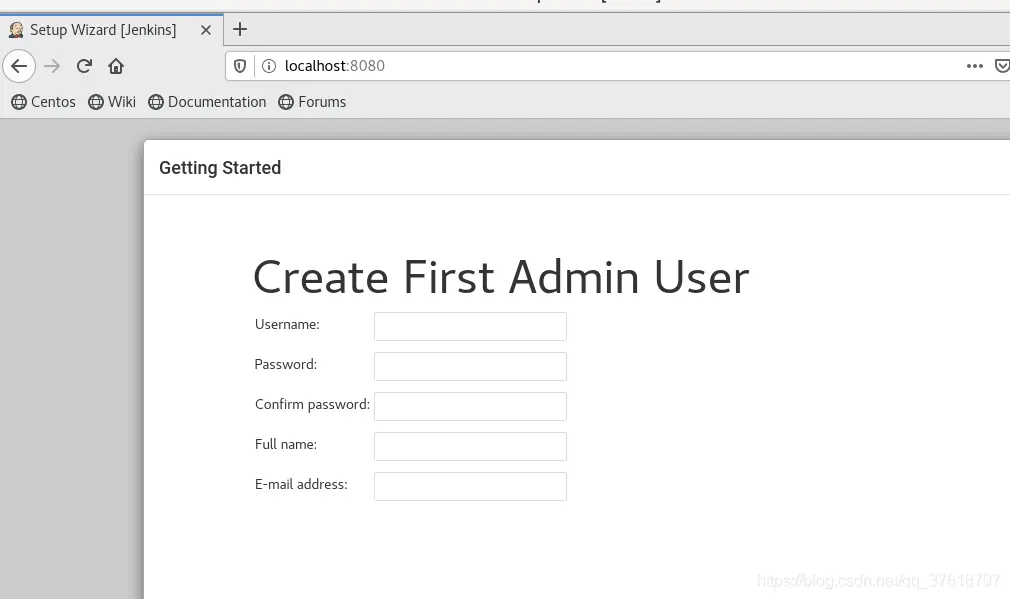 Setup Wizard [Jenkins]
localhost:8080
Centos Wiki Documentation Forums
Getting Started
Create First Admin User
Username:
Password:
Confirm password:
Full name:
E-mail address:
https://blog.csdn.net/qq_37618797